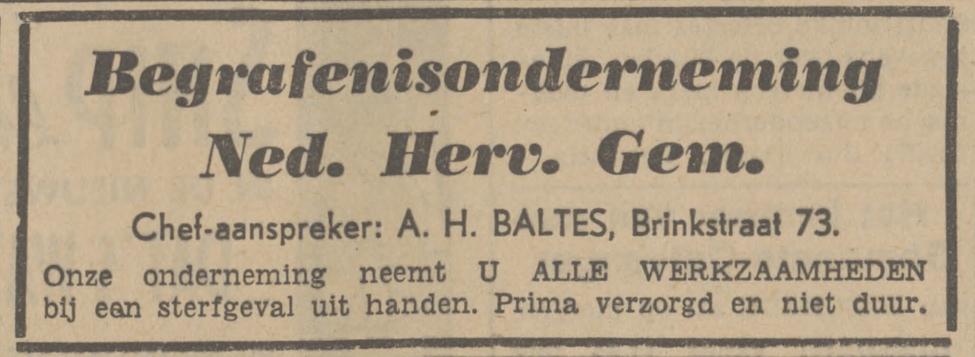 Begrafenisonderneming
Ned. Herv. Gem.
Chef-aanspreker: A. H. BALTES, Brinkstraat 73.
Onze onderneming neemt U ALLE WERKZAAMHEDEN
bij een sterfgeval uit handen. Prima verzorgd en niet duur.